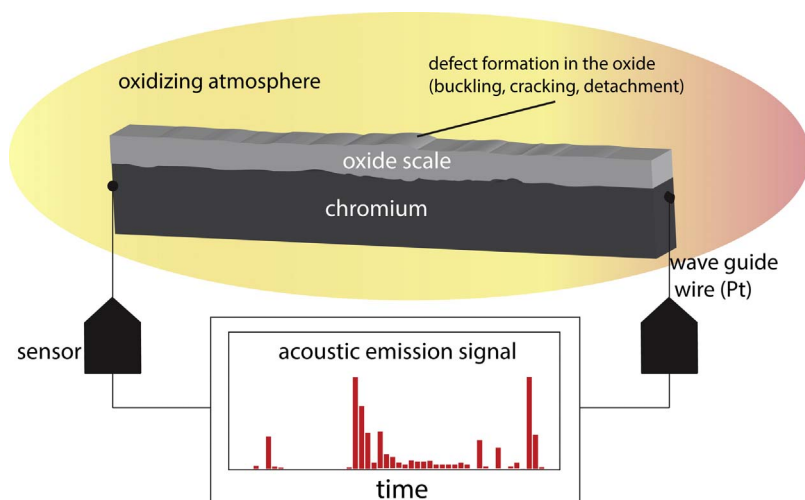 defect formation in the oxide
(buckling, cracking, detachment)
oxidizing atmosphere
oxide scale
chromium
wave guide
wire (Pt)
sensor
acoustic emission signal
time